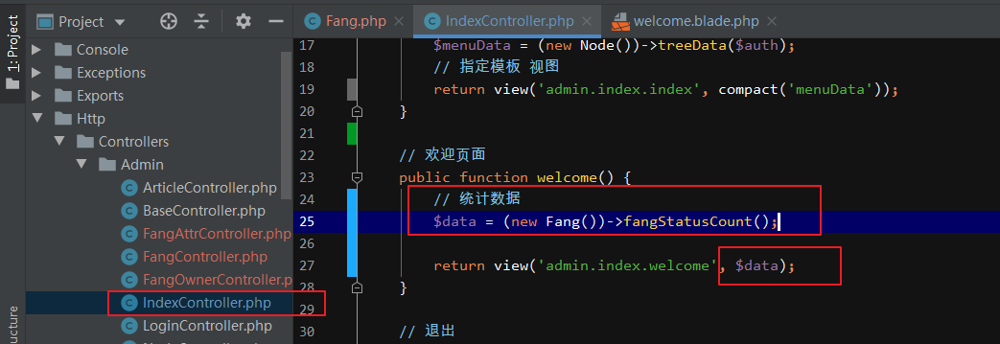 Project
Fang.php
IndexController.php
welcome.blade.php
1: Project
Console
Exceptions
Exports
Http
Controllers
Admin
ArticleController.php
BaseController.php
FangAttrController.php
FangController.php
FangOwnerController.p
IndexController.php
LoginController.php
ucture
17 $menuData = (new Node())->treeData($auth);
18 // 指定模板 视图
19 return view('admin.index.index', compact('menuData'));
20 }
21
22 // 欢迎页面
23 public function welcome() {
24 // 统计数据
25 $data = (new Fang())->fangStatusCount();
26
27 return view('admin.index.welcome', $data);
28 }
29
30 // 退出